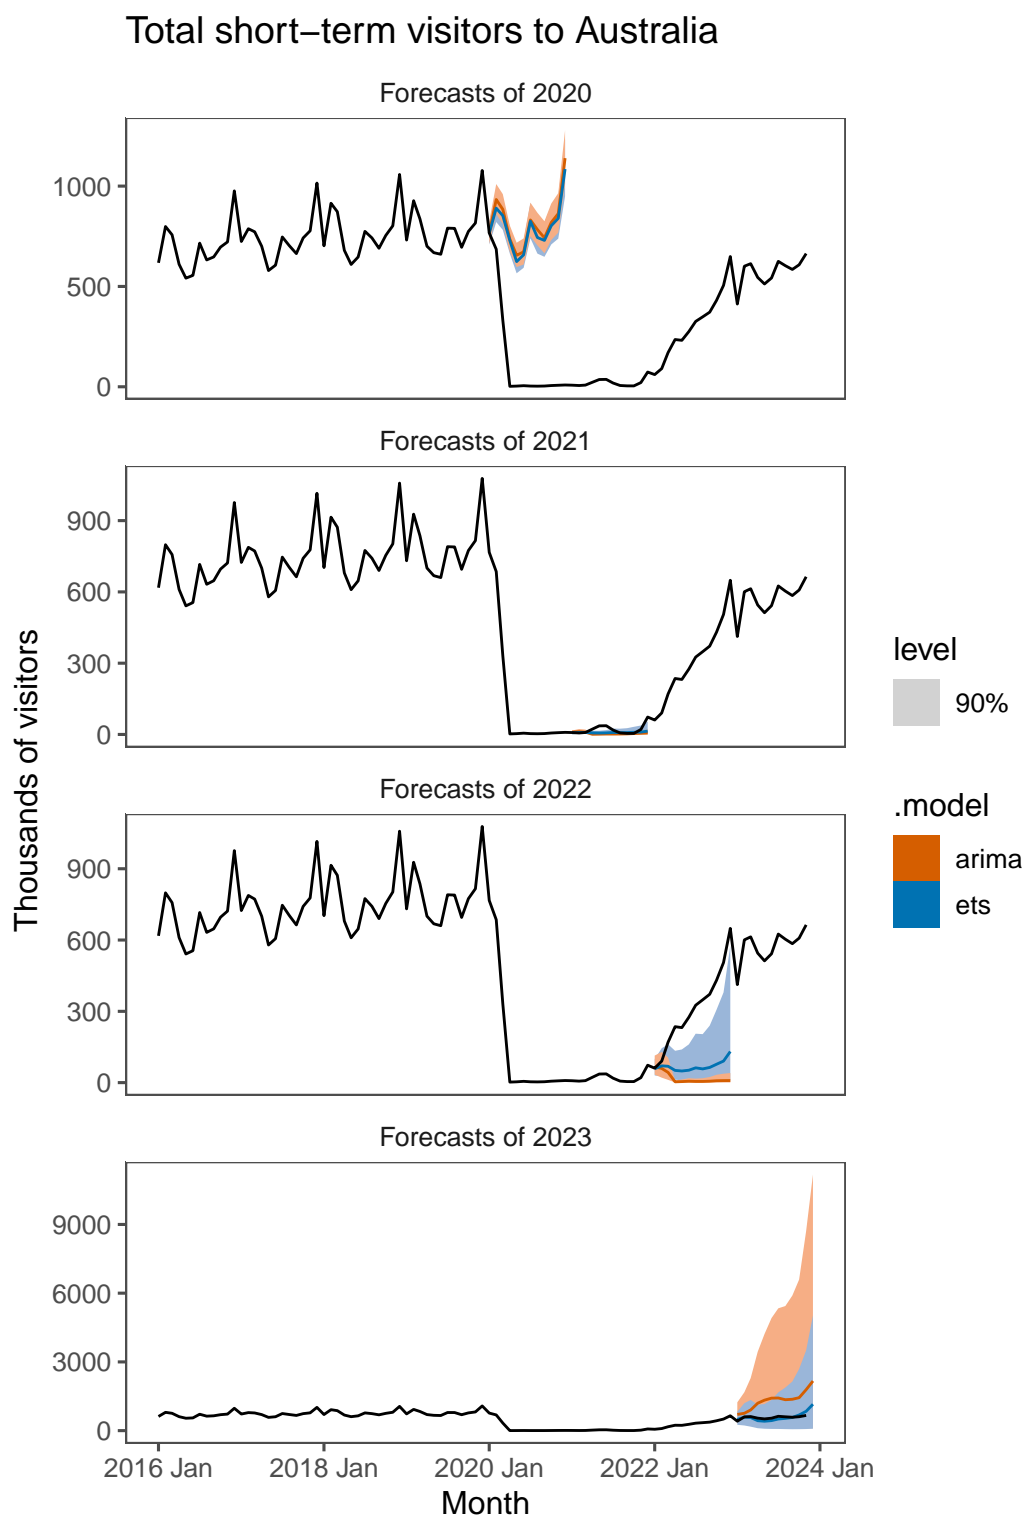 Total short−term visitors to Australia
Forecasts of 2020
1000
500
0
Forecasts of 2021
900
600
300
0
Forecasts of 2022
900
600
300
0
Forecasts of 2023
9000
6000
3000
0
2016 Jan 2018 Jan 2020 Jan 2022 Jan 2024 Jan
Month
Thousands of visitors
level
90%
.model
arima
ets